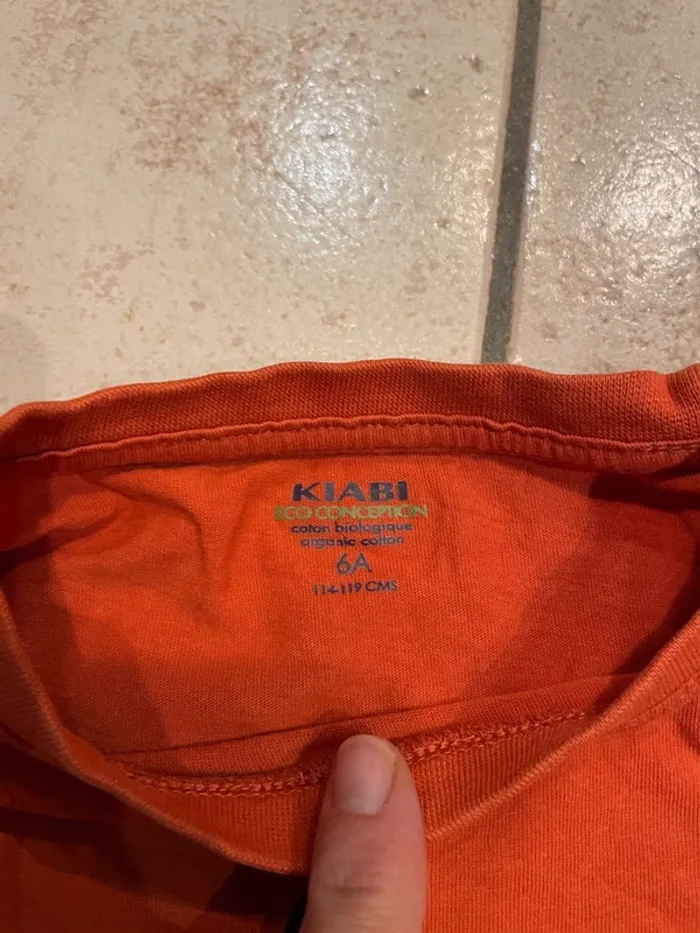 KIABI
ECO CONCEPTION
coton biologique
organic cotton
6A
114-119 CMS